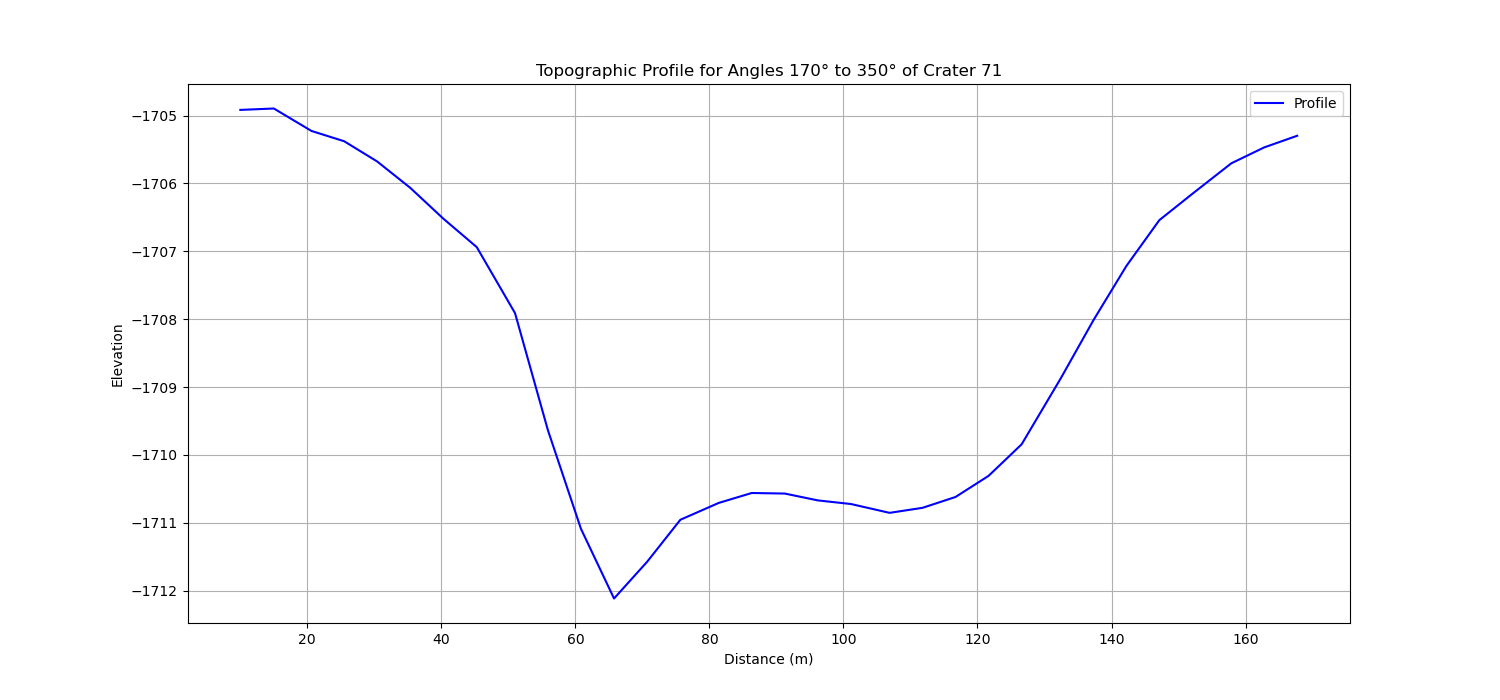 Topographic Profile for Angles 170° to 350° of Crater 71
Profile
−1705
−1706
−1707
−1708
−1709
−1710
−1711
−1712
Elevation
20 40 60 80 100 120 140 160
Distance (m)